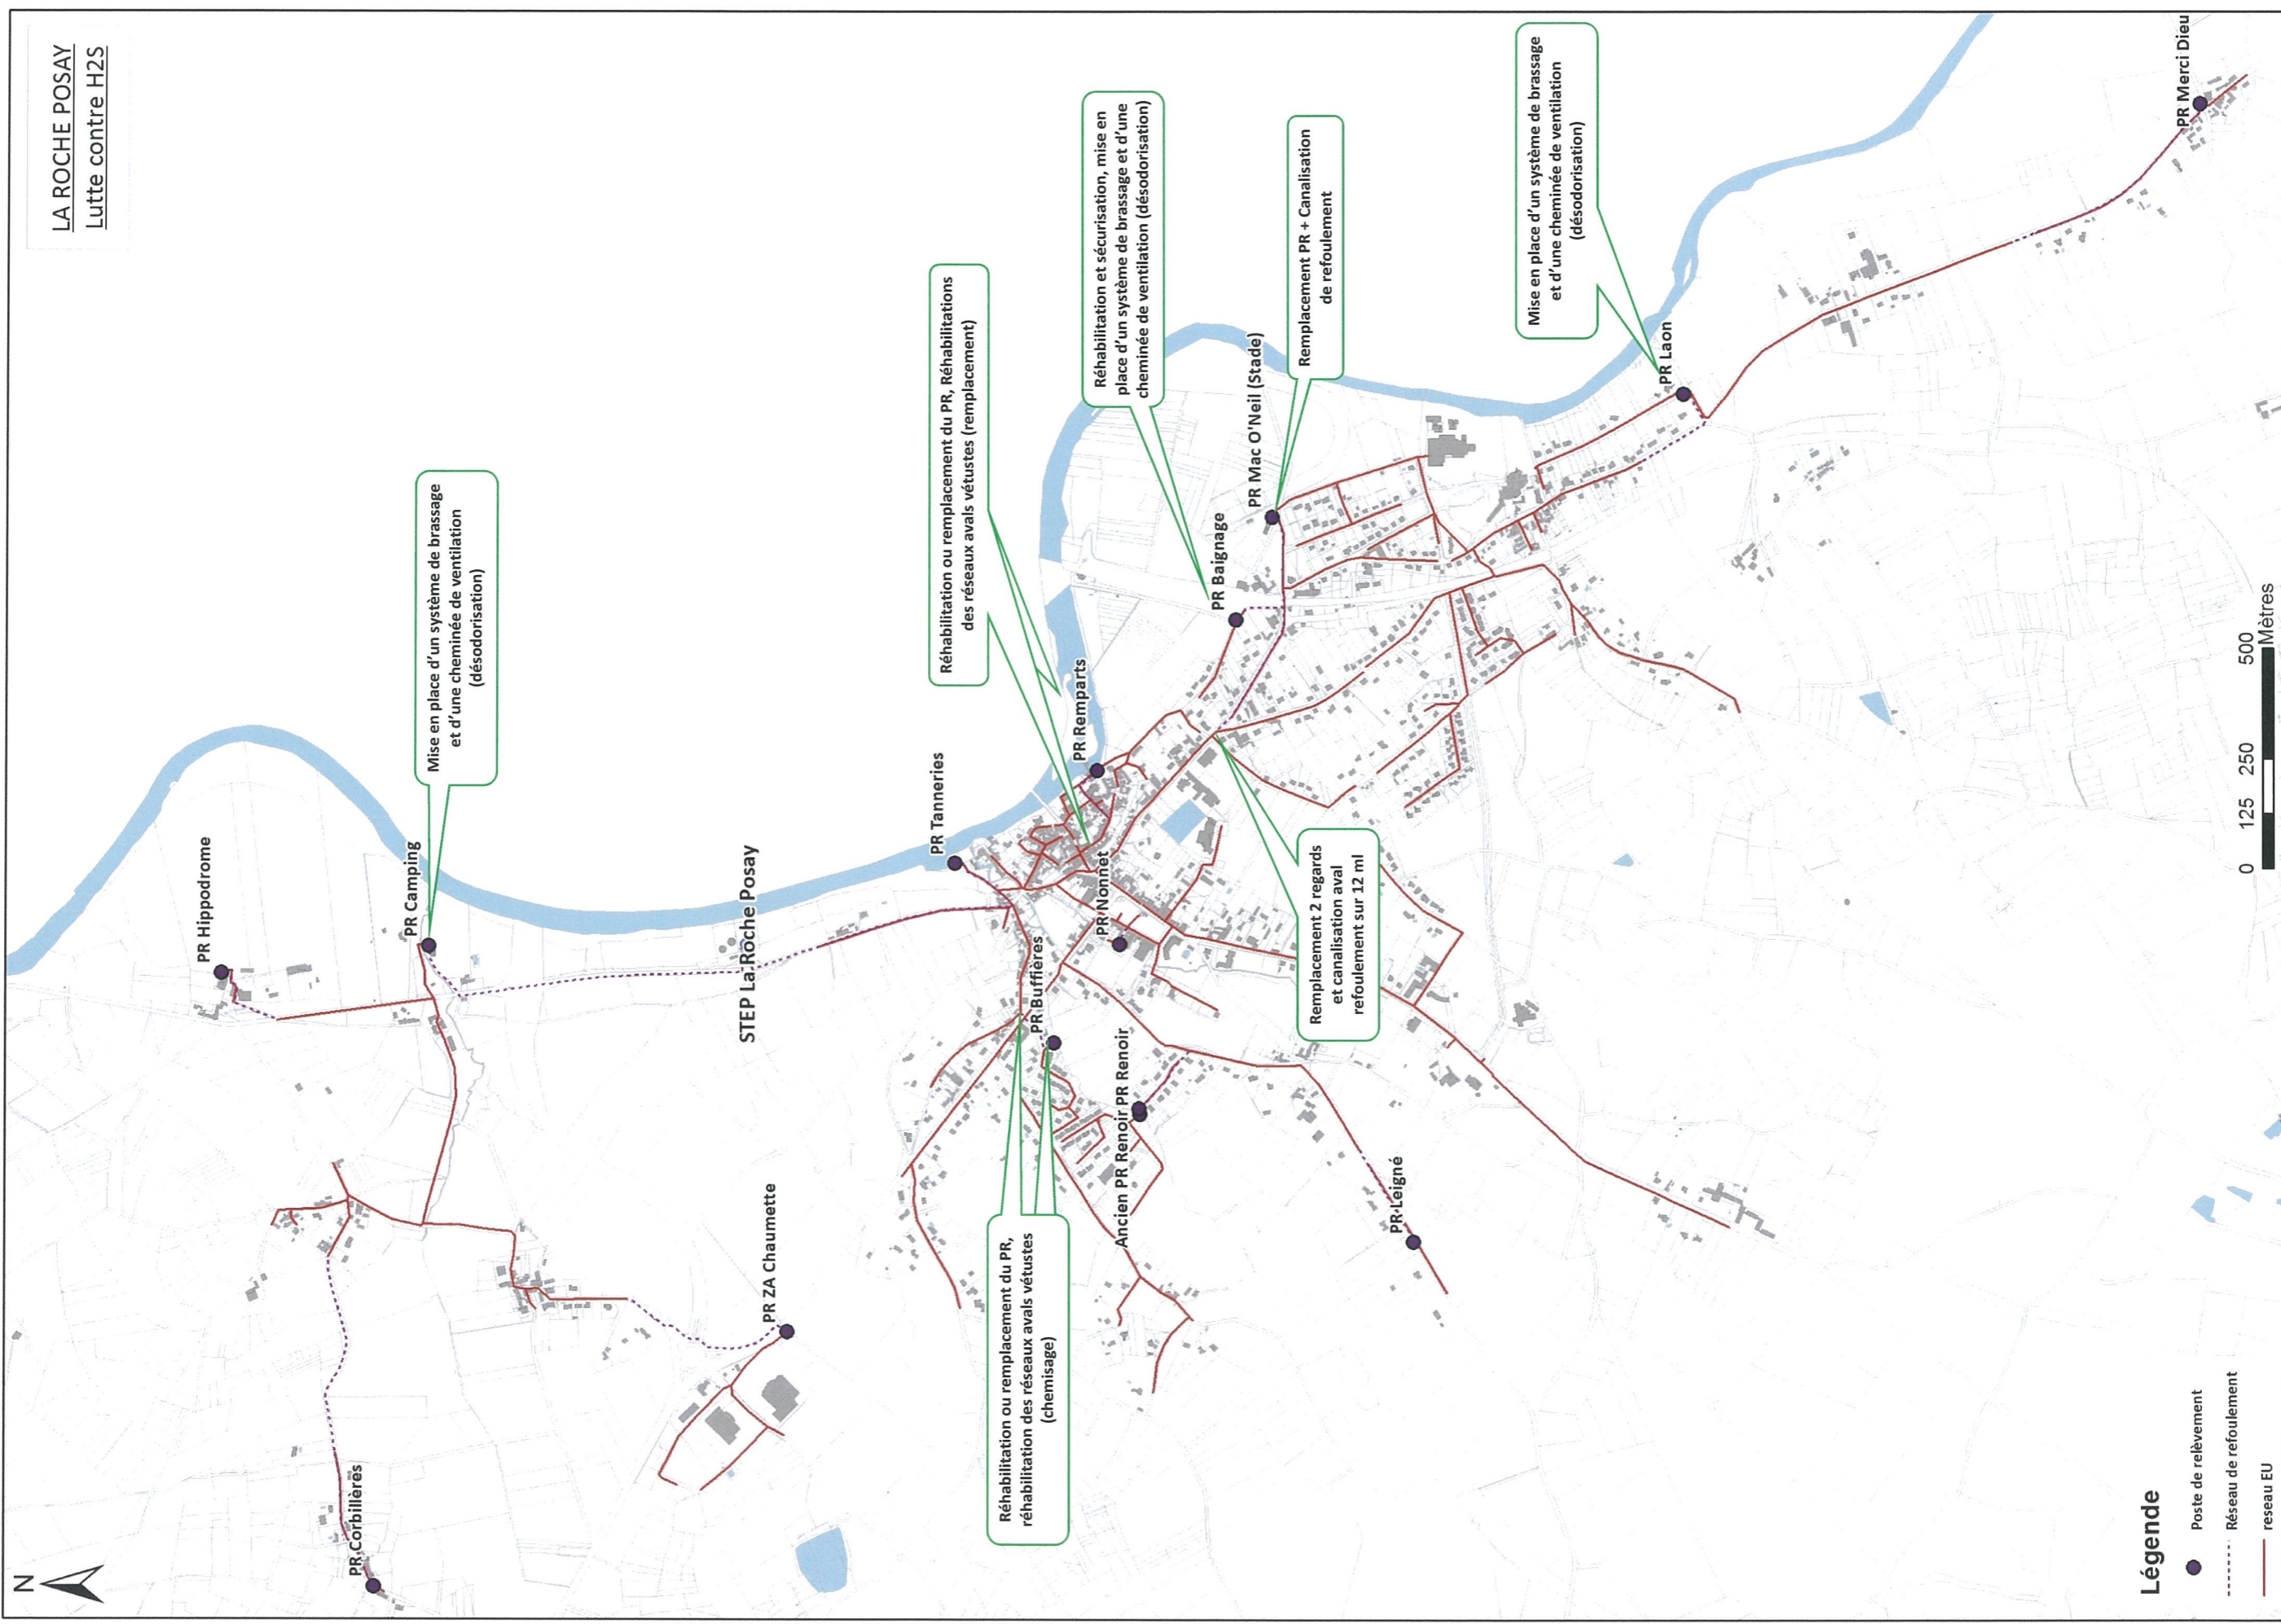 LA ROCHE POSAY
Lutte contre H2S
N
PR Corbillères
PR Hippodrome
PR Camping
Mise en place d'un système de brassage
et d'une cheminée de ventilation
(désodorisation)
PR ZA Chaumette
STEP La Roche Posay
PR Tanneries
Réhabilitation ou remplacement du PR, Réhabilitations
des réseaux avals vétustes (remplacement)
PR Remparts
Réhabilitation ou remplacement du PR,
réhabilitation des réseaux avals vétustes
(chemisage)
PR Buffières
PR Nonnet
Ancien PR Renoir
PR Renoir
Réhabilitation et sécurisation, mise en
place d'un système de brassage et d'une
cheminée de ventilation (désodorisation)
PR Baignage
PR Mac O'Neil (Stade)
Remplacement PR + Canalisation
de refoulement
Remplacement 2 regards
et canalisation aval
refoulement sur 12 ml
PR Leigné
Mise en place d'un système de brassage
et d'une cheminée de ventilation
(désodorisation)
PR Laon
PR Merci Dieu
Légende
Poste de relèvement
Réseau de refoulement
reseau EU
0 125 250 500
Mètres